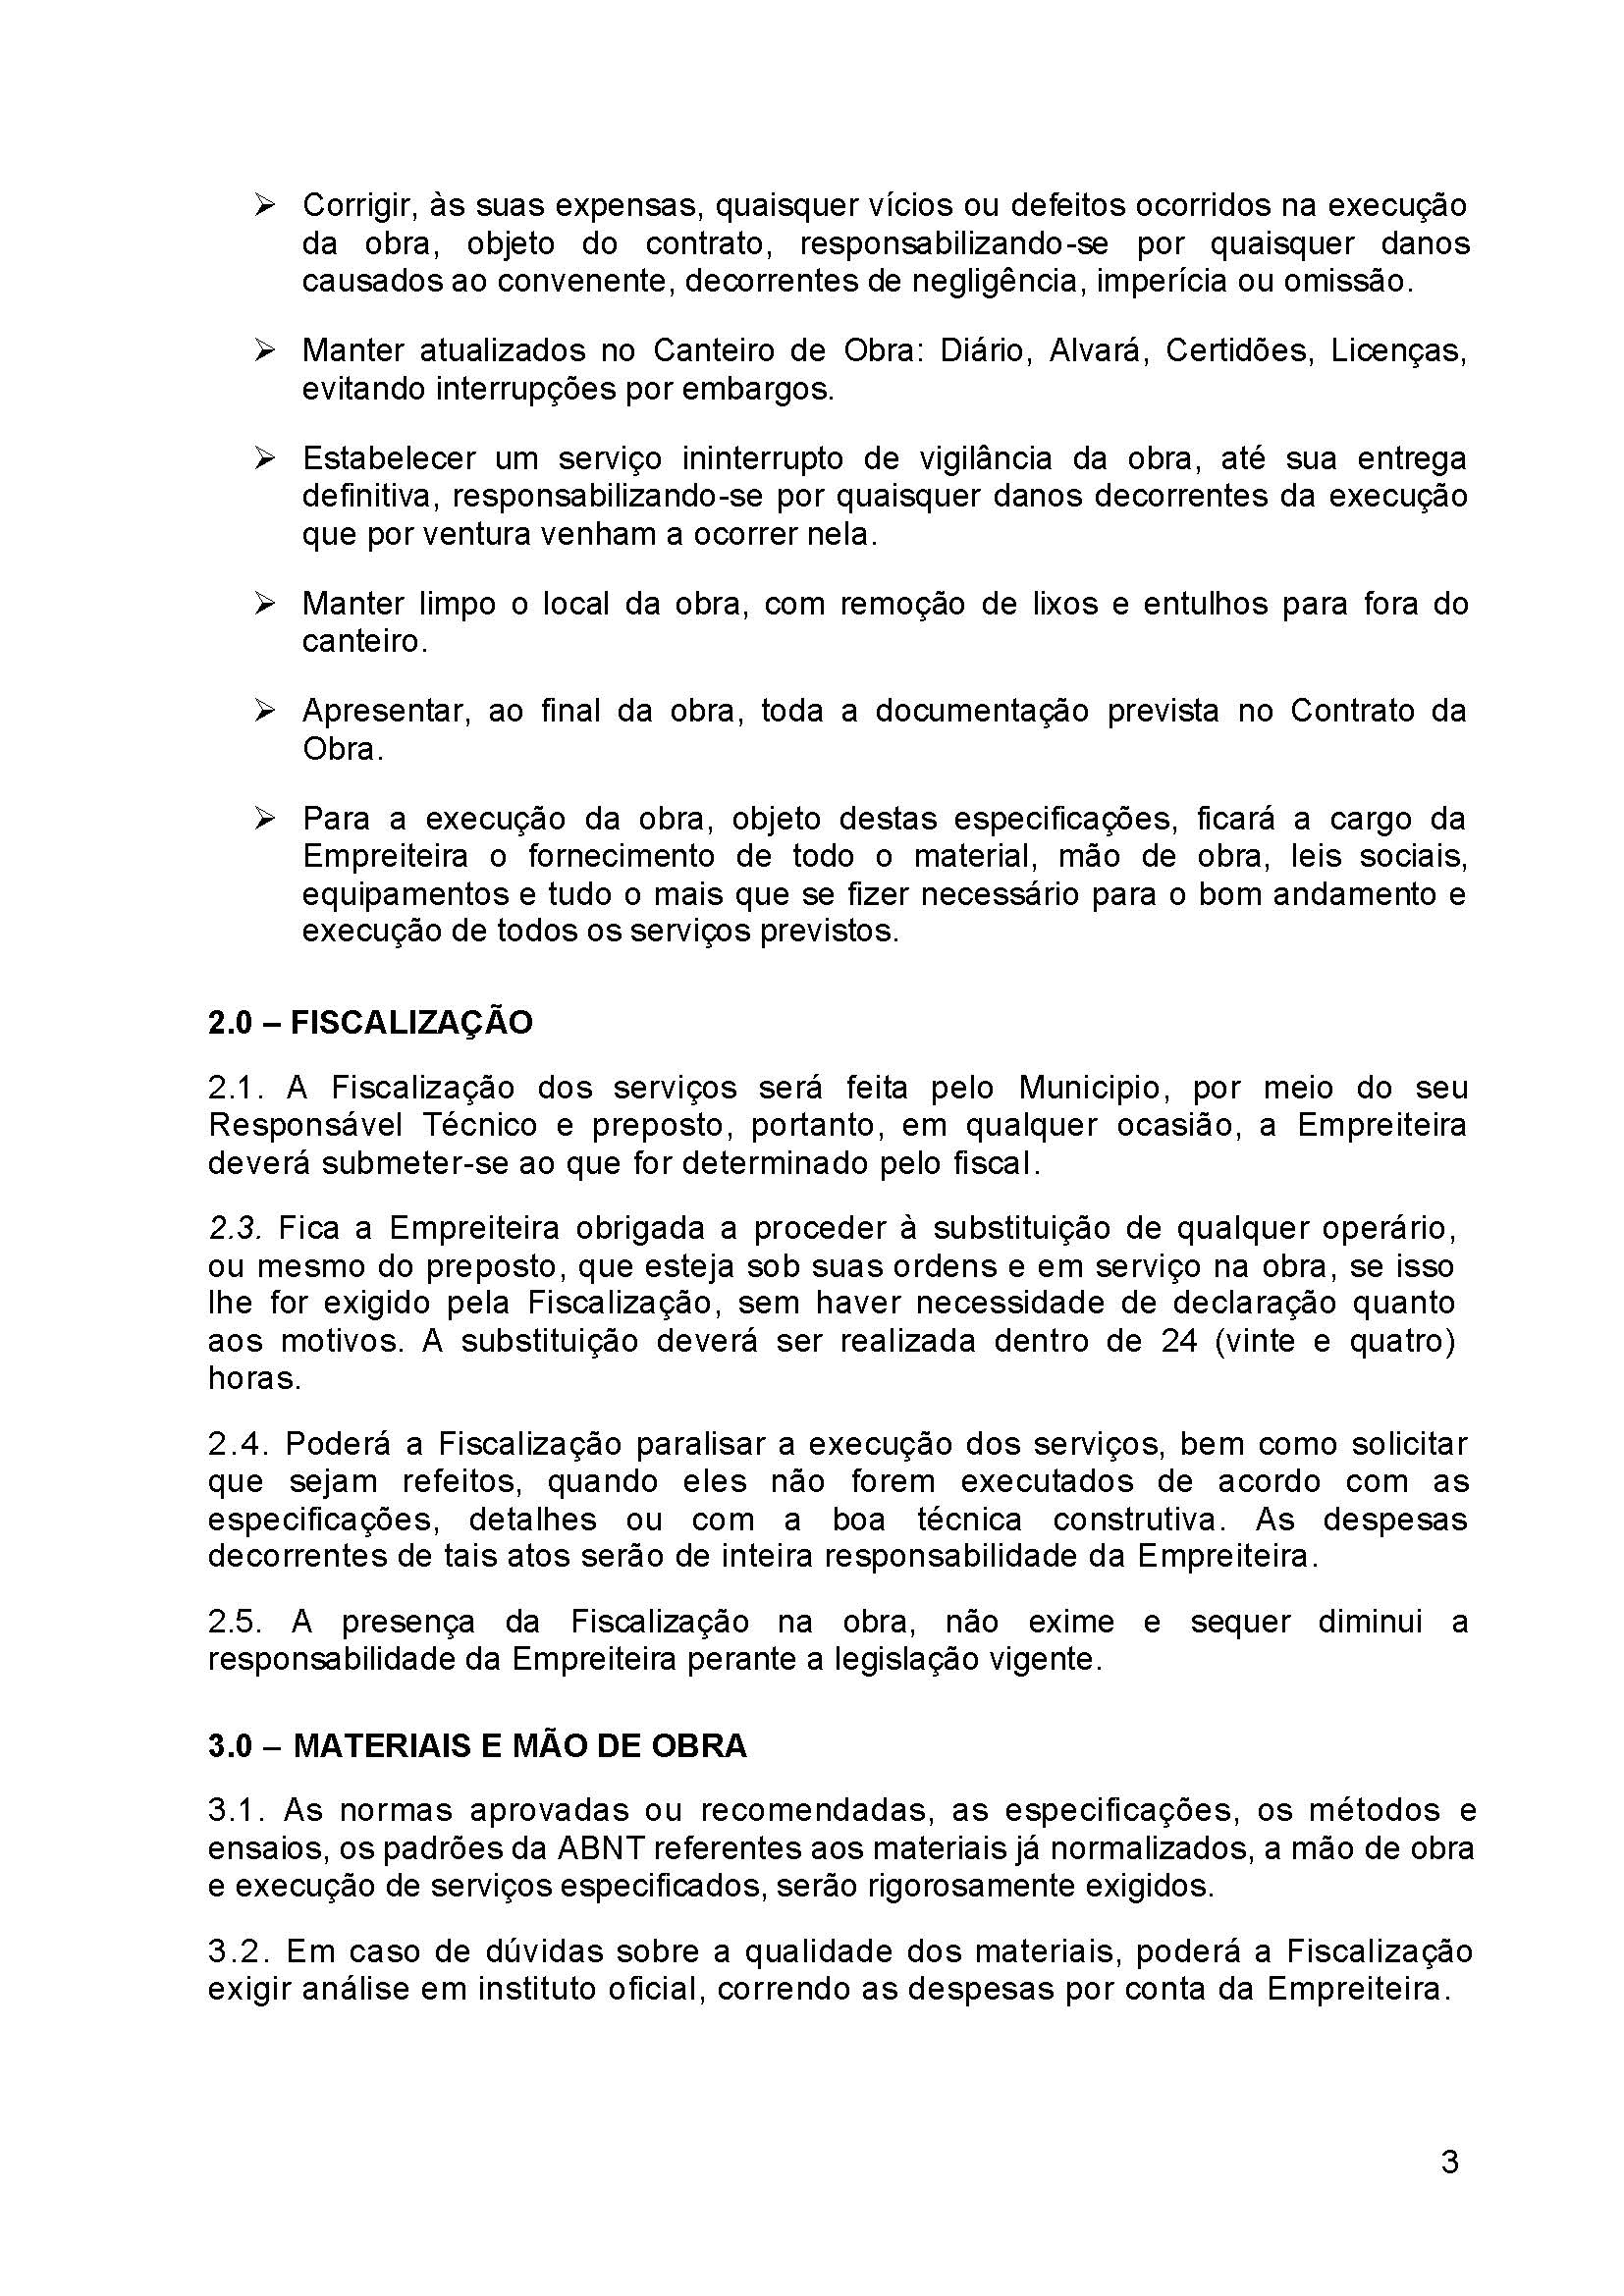 ➢ Corrigir, às suas expensas, quaisquer vícios ou defeitos ocorridos na execução
da obra, objeto do contrato, responsabilizando-se por quaisquer danos
causados ao convenente, decorrentes de negligência, imperícia ou omissão.
➢ Manter atualizados no Canteiro de Obra: Diário, Alvará, Certidões, Licenças,
evitando interrupções por embargos.
➢ Estabelecer um serviço ininterrupto de vigilância da obra, até sua entrega
definitiva, responsabilizando-se por quaisquer danos decorrentes da execução
que por ventura venham a ocorrer nela.
➢ Manter limpo o local da obra, com remoção de lixos e entulhos para fora do
canteiro.
➢ Apresentar, ao final da obra, toda a documentação prevista no Contrato da
Obra.
➢ Para a execução da obra, objeto destas especificações, ficará a cargo da
Empreiteira o fornecimento de todo o material, mão de obra, leis sociais,
equipamentos e tudo o mais que se fizer necessário para o bom andamento e
execução de todos os serviços previstos.
2.0 – FISCALIZAÇÃO
2.1. A Fiscalização dos serviços será feita pelo Municipio, por meio do seu
Responsável Técnico e preposto, portanto, em qualquer ocasião, a Empreiteira
deverá submeter-se ao que for determinado pelo fiscal.
2.3. Fica a Empreiteira obrigada a proceder à substituição de qualquer operário,
ou mesmo do preposto, que esteja sob suas ordens e em serviço na obra, se isso
lhe for exigido pela Fiscalização, sem haver necessidade de declaração quanto
aos motivos. A substituição deverá ser realizada dentro de 24 (vinte e quatro)
horas.
2.4. Poderá a Fiscalização paralisar a execução dos serviços, bem como solicitar
que sejam refeitos, quando eles não forem executados de acordo com as
especificações, detalhes ou com a boa técnica construtiva. As despesas
decorrentes de tais atos serão de inteira responsabilidade da Empreiteira.
2.5. A presença da Fiscalização na obra, não exime e sequer diminui a
responsabilidade da Empreiteira perante a legislação vigente.
3.0 – MATERIAIS E MÃO DE OBRA
3.1. As normas aprovadas ou recomendadas, as especificações, os métodos e
ensaios, os padrões da ABNT referentes aos materiais já normalizados, a mão de obra
e execução de serviços especificados, serão rigorosamente exigidos.
3.2. Em caso de dúvidas sobre a qualidade dos materiais, poderá a Fiscalização
exigir análise em instituto oficial, correndo as despesas por conta da Empreiteira.
3